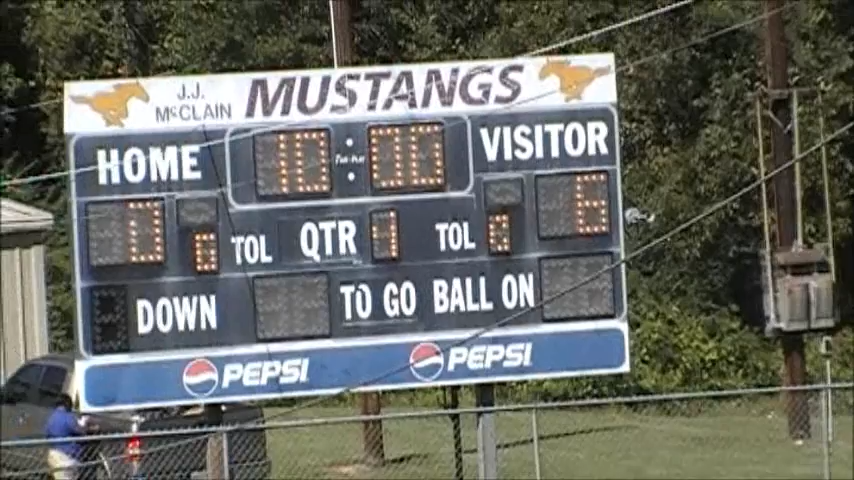 J.J.
McCLAIN MUSTANGS
HOME 10:00 VISITOR
0 TOL QTR 1 TOL 6
DOWN TO GO BALL ON
PEPSI PEPSI